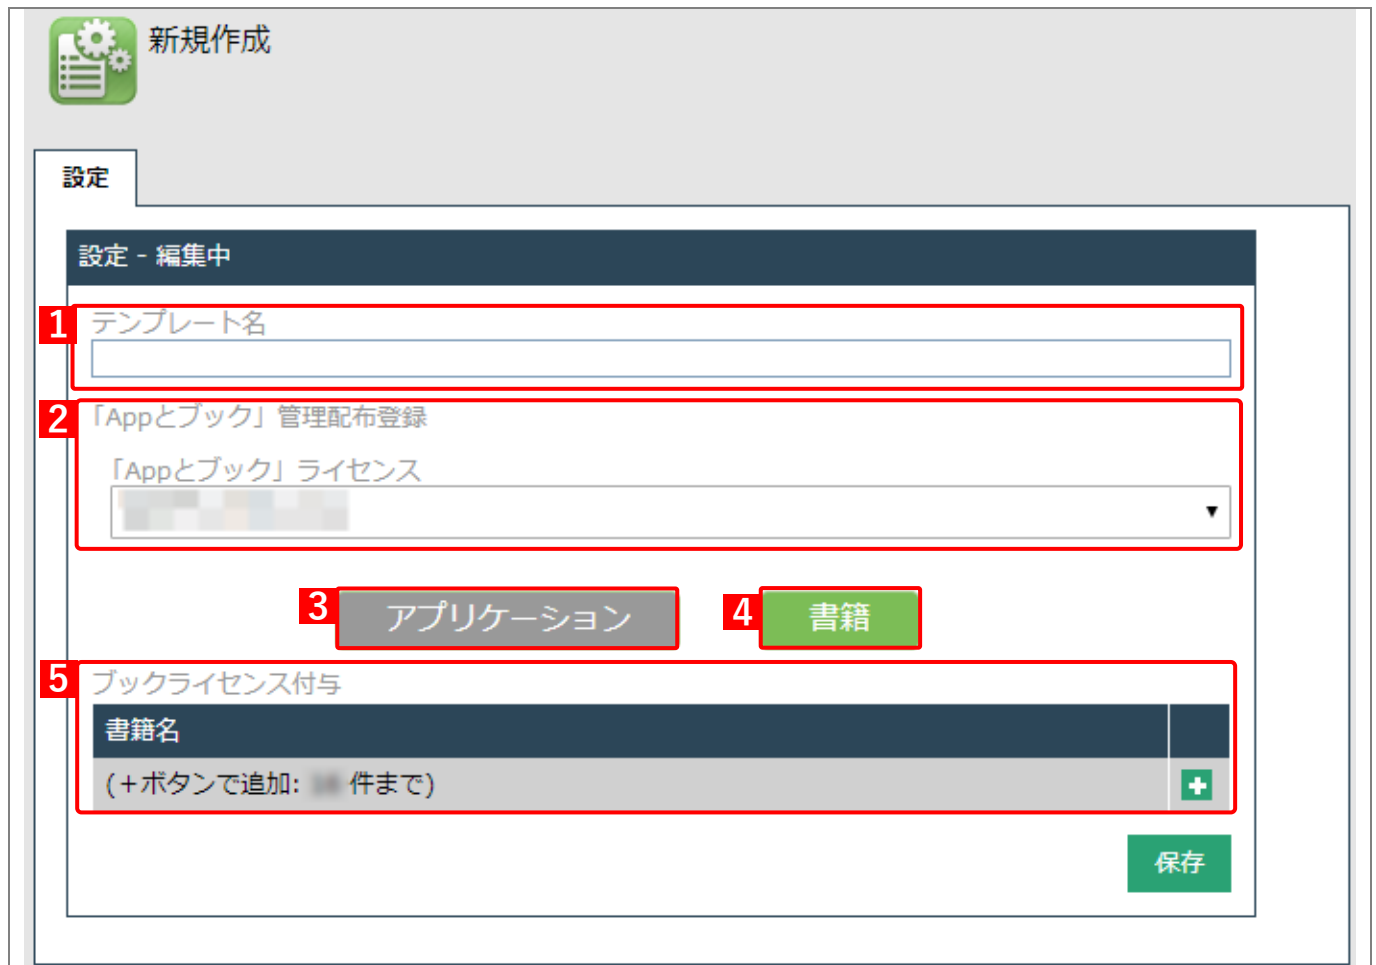 新規作成
設定
設定 - 編集中
1 テンプレート名
2 「Appとブック」管理配布登録
「Appとブック」ライセンス
▼
3 アプリケーション 4 書籍
5 ブックライセンス付与
書籍名
(＋ボタンで追加: 件まで)
保存